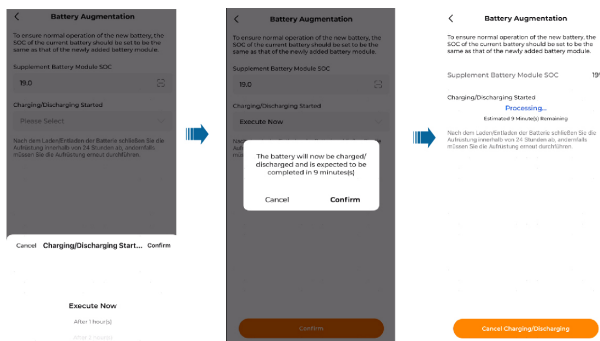 Battery Augmentation
To ensure normal operation of the new battery, the
SOC of the current battery should be set to be the
same as that of the newly added battery module.
Supplement Battery Module SOC
19.0
Charging/Discharging Started
Please Select
Nach dem Laden/Entladen der Batterie schließen Sie die
Aufrüstung innerhalb von 24 Stunden ab, andernfalls
müssen Sie die Aufrüstung erneut durchführen.
Cancel Charging/Discharging Start... Confirm
Execute Now
After 1 hour(s)
After 2 hour(s)
Battery Augmentation
To ensure normal operation of the new battery, the
SOC of the current battery should be set to be the
same as that of the newly added battery module.
Supplement Battery Module SOC
19.0
Charging/Discharging Started
Execute Now
The battery will now be charged/
discharged and is expected to be
completed in 9 minutes(s)
Cancel Confirm
Confirm
Battery Augmentation
To ensure normal operation of the new battery, the
SOC of the current battery should be set to be the
same as that of the newly added battery module.
Supplement Battery Module SOC 19
Charging/Discharging Started
Processing...
Estimated 9 Minute(s) Remaining
Nach dem Laden/Entladen der Batterie schließen Sie die
Aufrüstung innerhalb von 24 Stunden ab, andernfalls
müssen Sie die Aufrüstung erneut durchführen.
Cancel Charging/Discharging